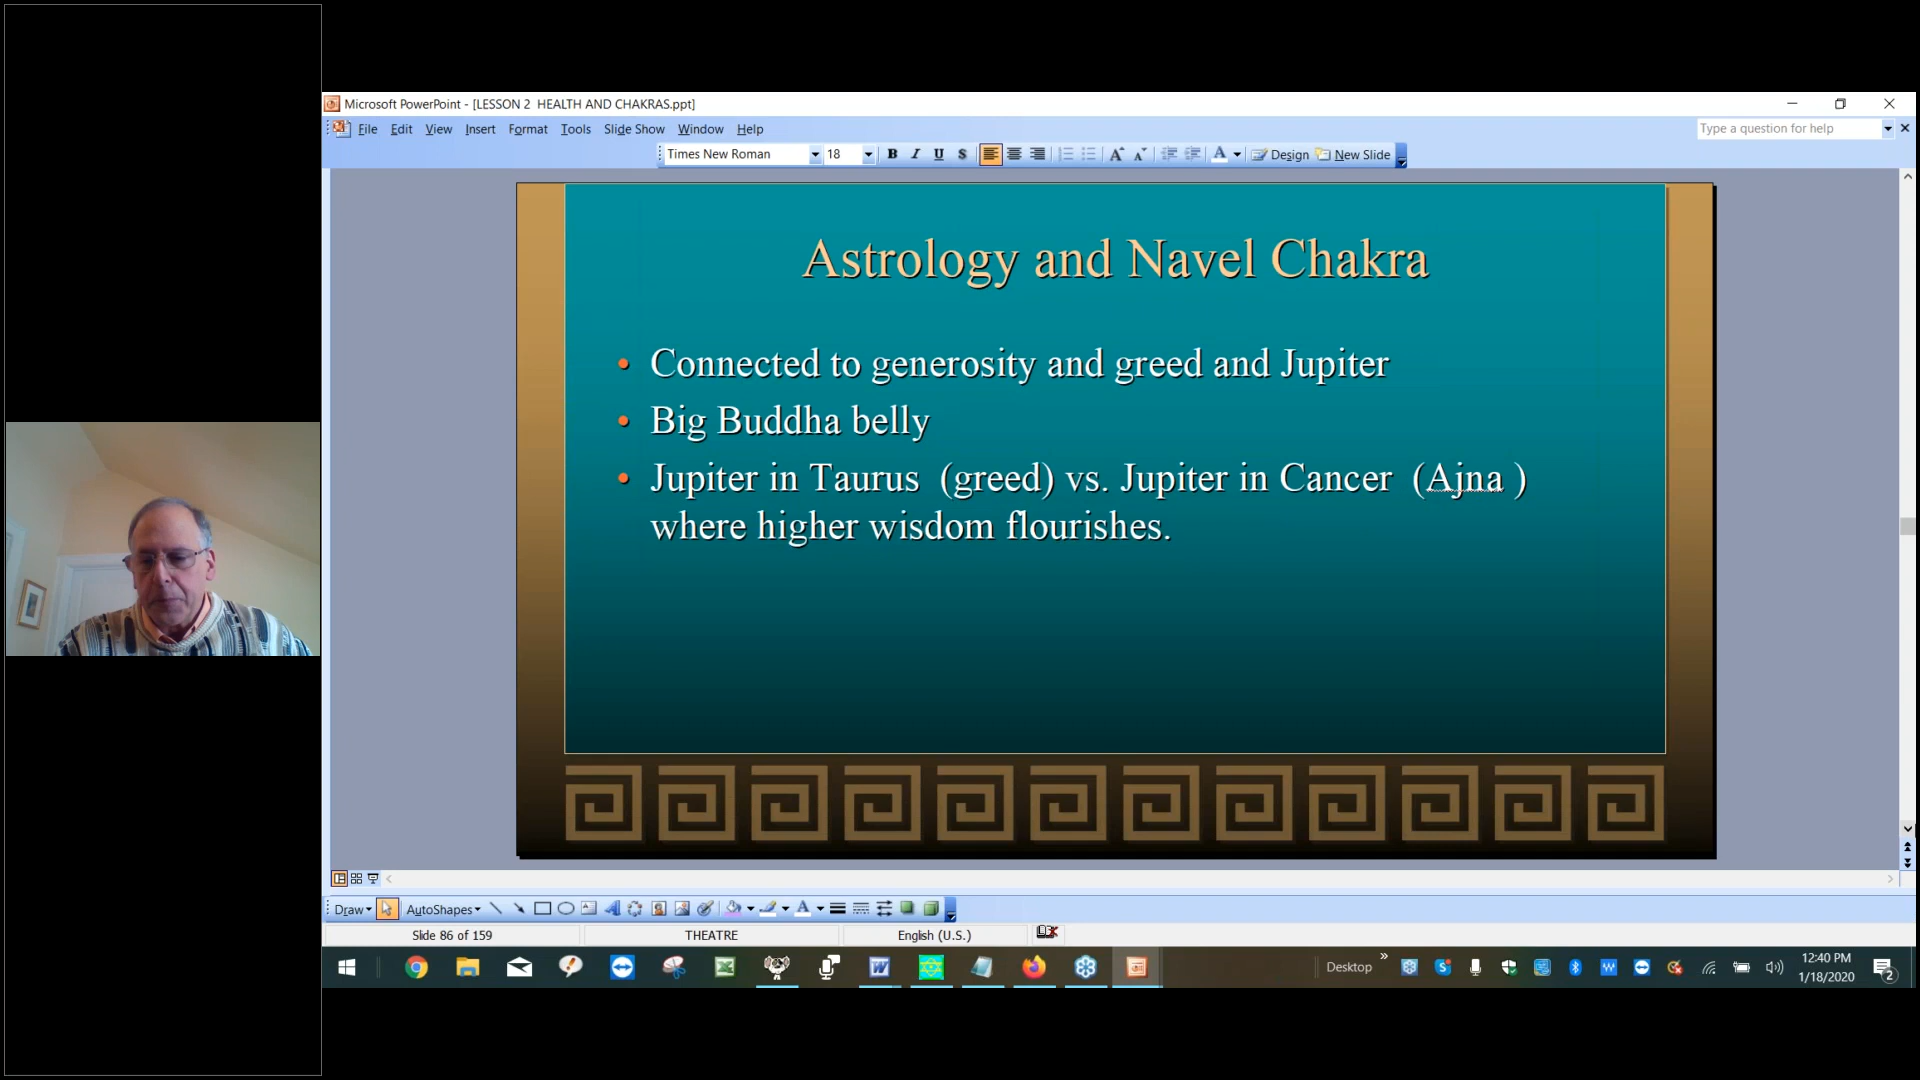 Microsoft PowerPoint - [LESSON 2  HEALTH AND CHAKRAS.ppt]
File Edit View Insert Format Tools Slide Show Window Help
Type a question for help
Times New Roman 18 B I U S A A A Design New Slide
Astrology and Navel Chakra
• Connected to generosity and greed and Jupiter
• Big Buddha belly
• Jupiter in Taurus  (greed) vs. Jupiter in Cancer  (Ajna )
where higher wisdom flourishes.
Draw AutoShapes A
Slide 86 of 159 THEATRE English (U.S.)
Desktop
12:40 PM
1/18/2020
2